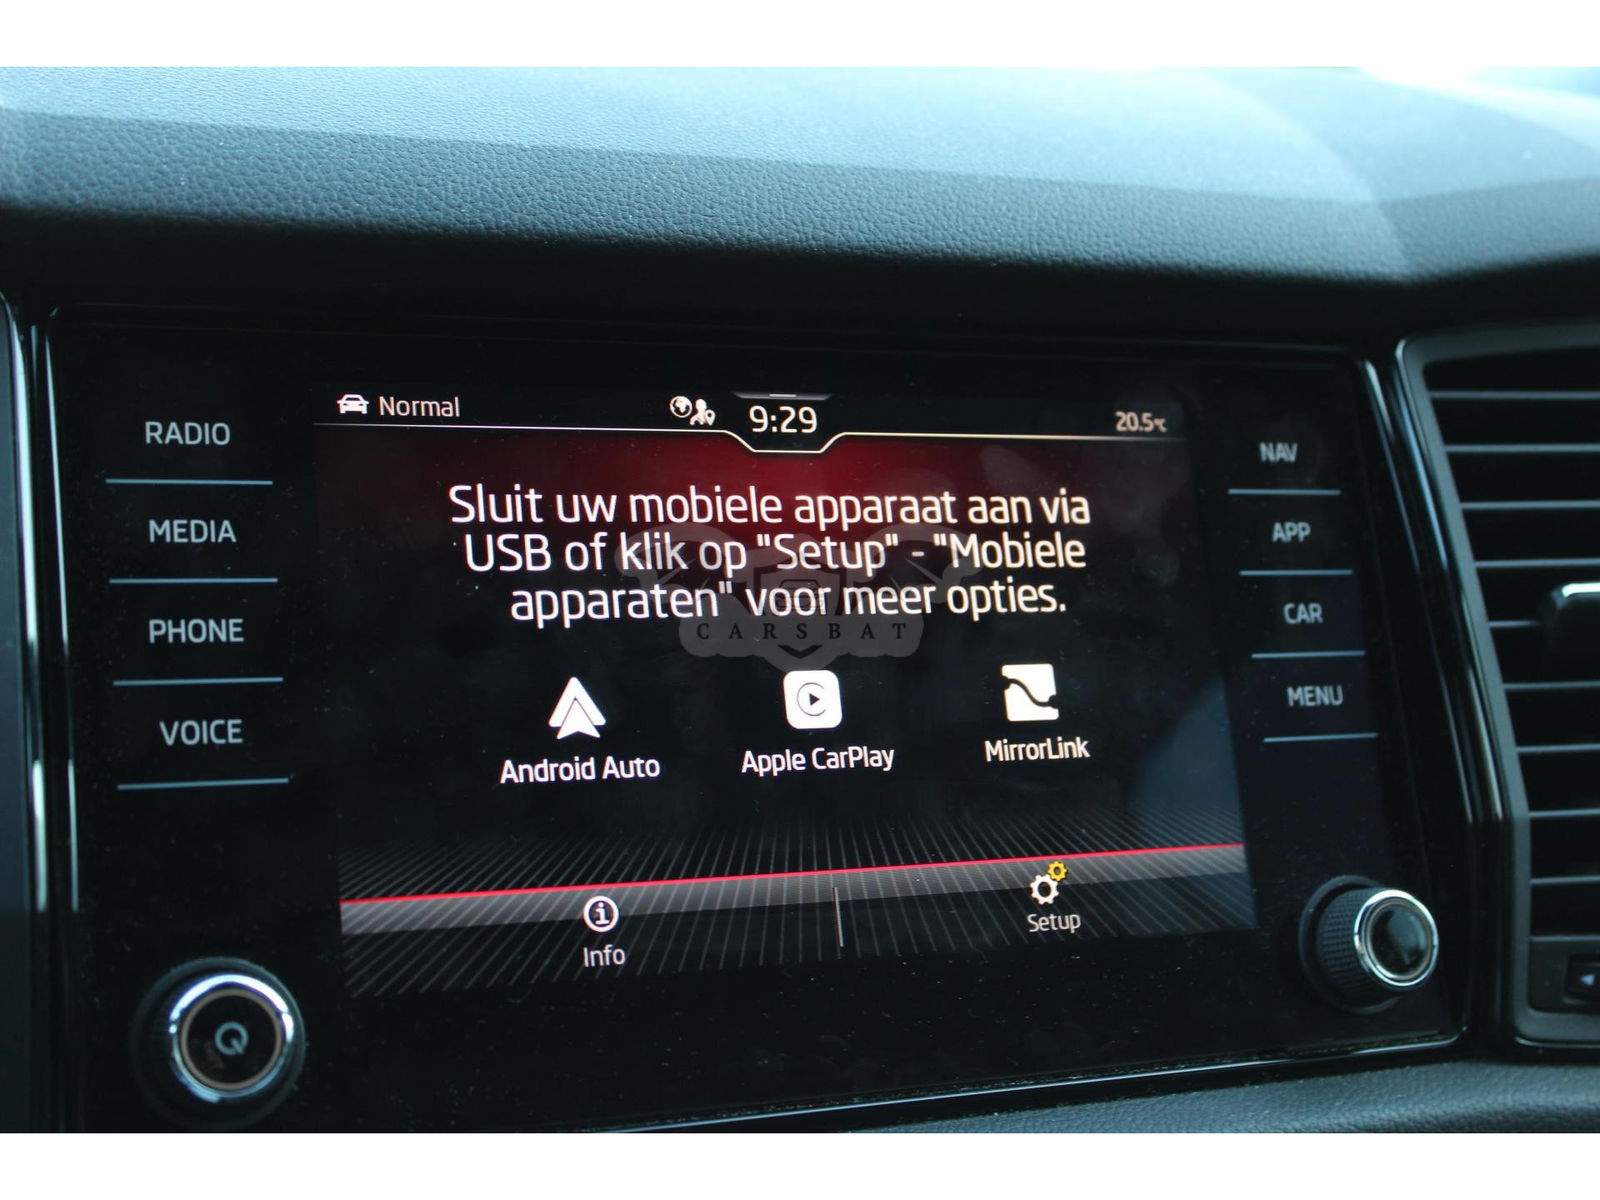 Normal
9:29
20.5°C
RADIO
MEDIA
PHONE
VOICE
Sluit uw mobiele apparaat aan via
USB of klik op "Setup" - "Mobiele
apparaten" voor meer opties.
CARSBAT
Android Auto
Apple CarPlay
MirrorLink
Info
Setup
NAV
APP
CAR
MENU